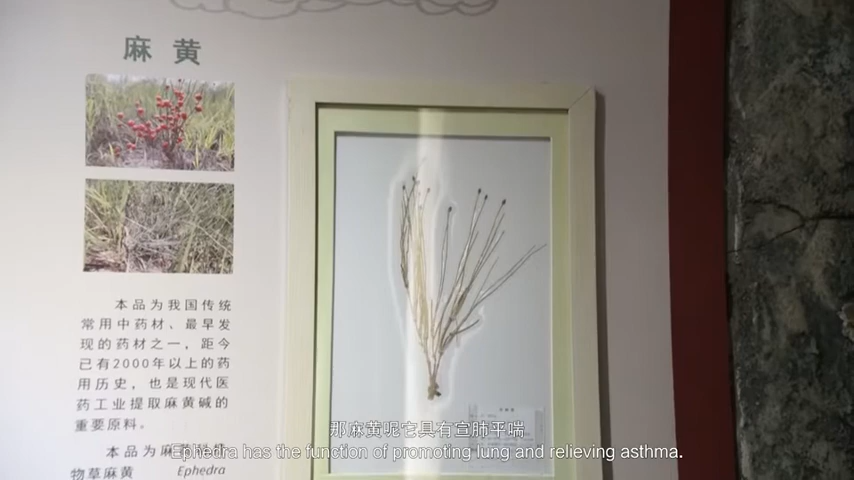 麻黄
本品为我国传统
常用中药材、最早发
现的药材之一，距今
已有2000年以上的药
用历史，也是现代医
药工业提取麻黄碱的
重要原料。
本品为麻黄科植
物草麻黄 Ephedra
那麻黄呢它具有宣肺平喘
Ephedra has the function of promoting lung and relieving asthma.